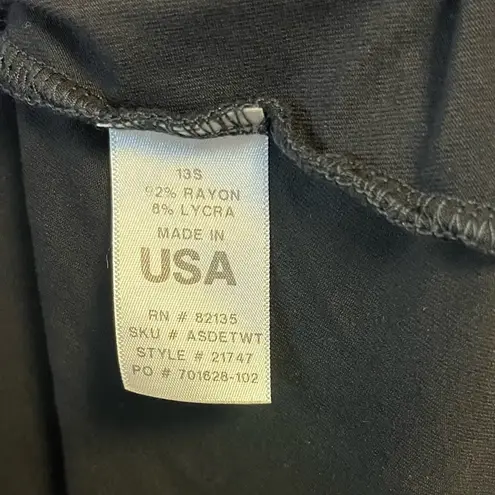 13S
92% RAYON
8% LYCRA
MADE IN
USA
RN # 82135
SKU # ASDETWT
STYLE # 21747
PO # 701628-102